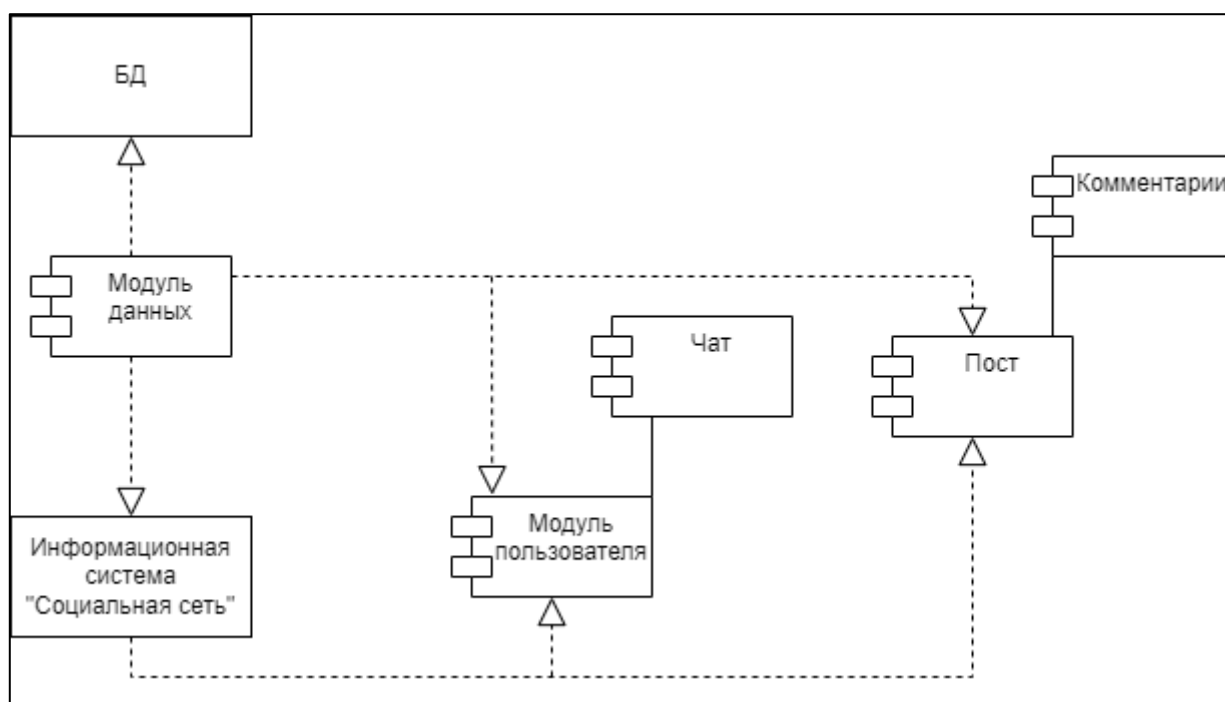 БД
Комментарии
Модуль
данных
Чат
Пост
Модуль
пользователя
Информационная
система
"Социальная сеть"